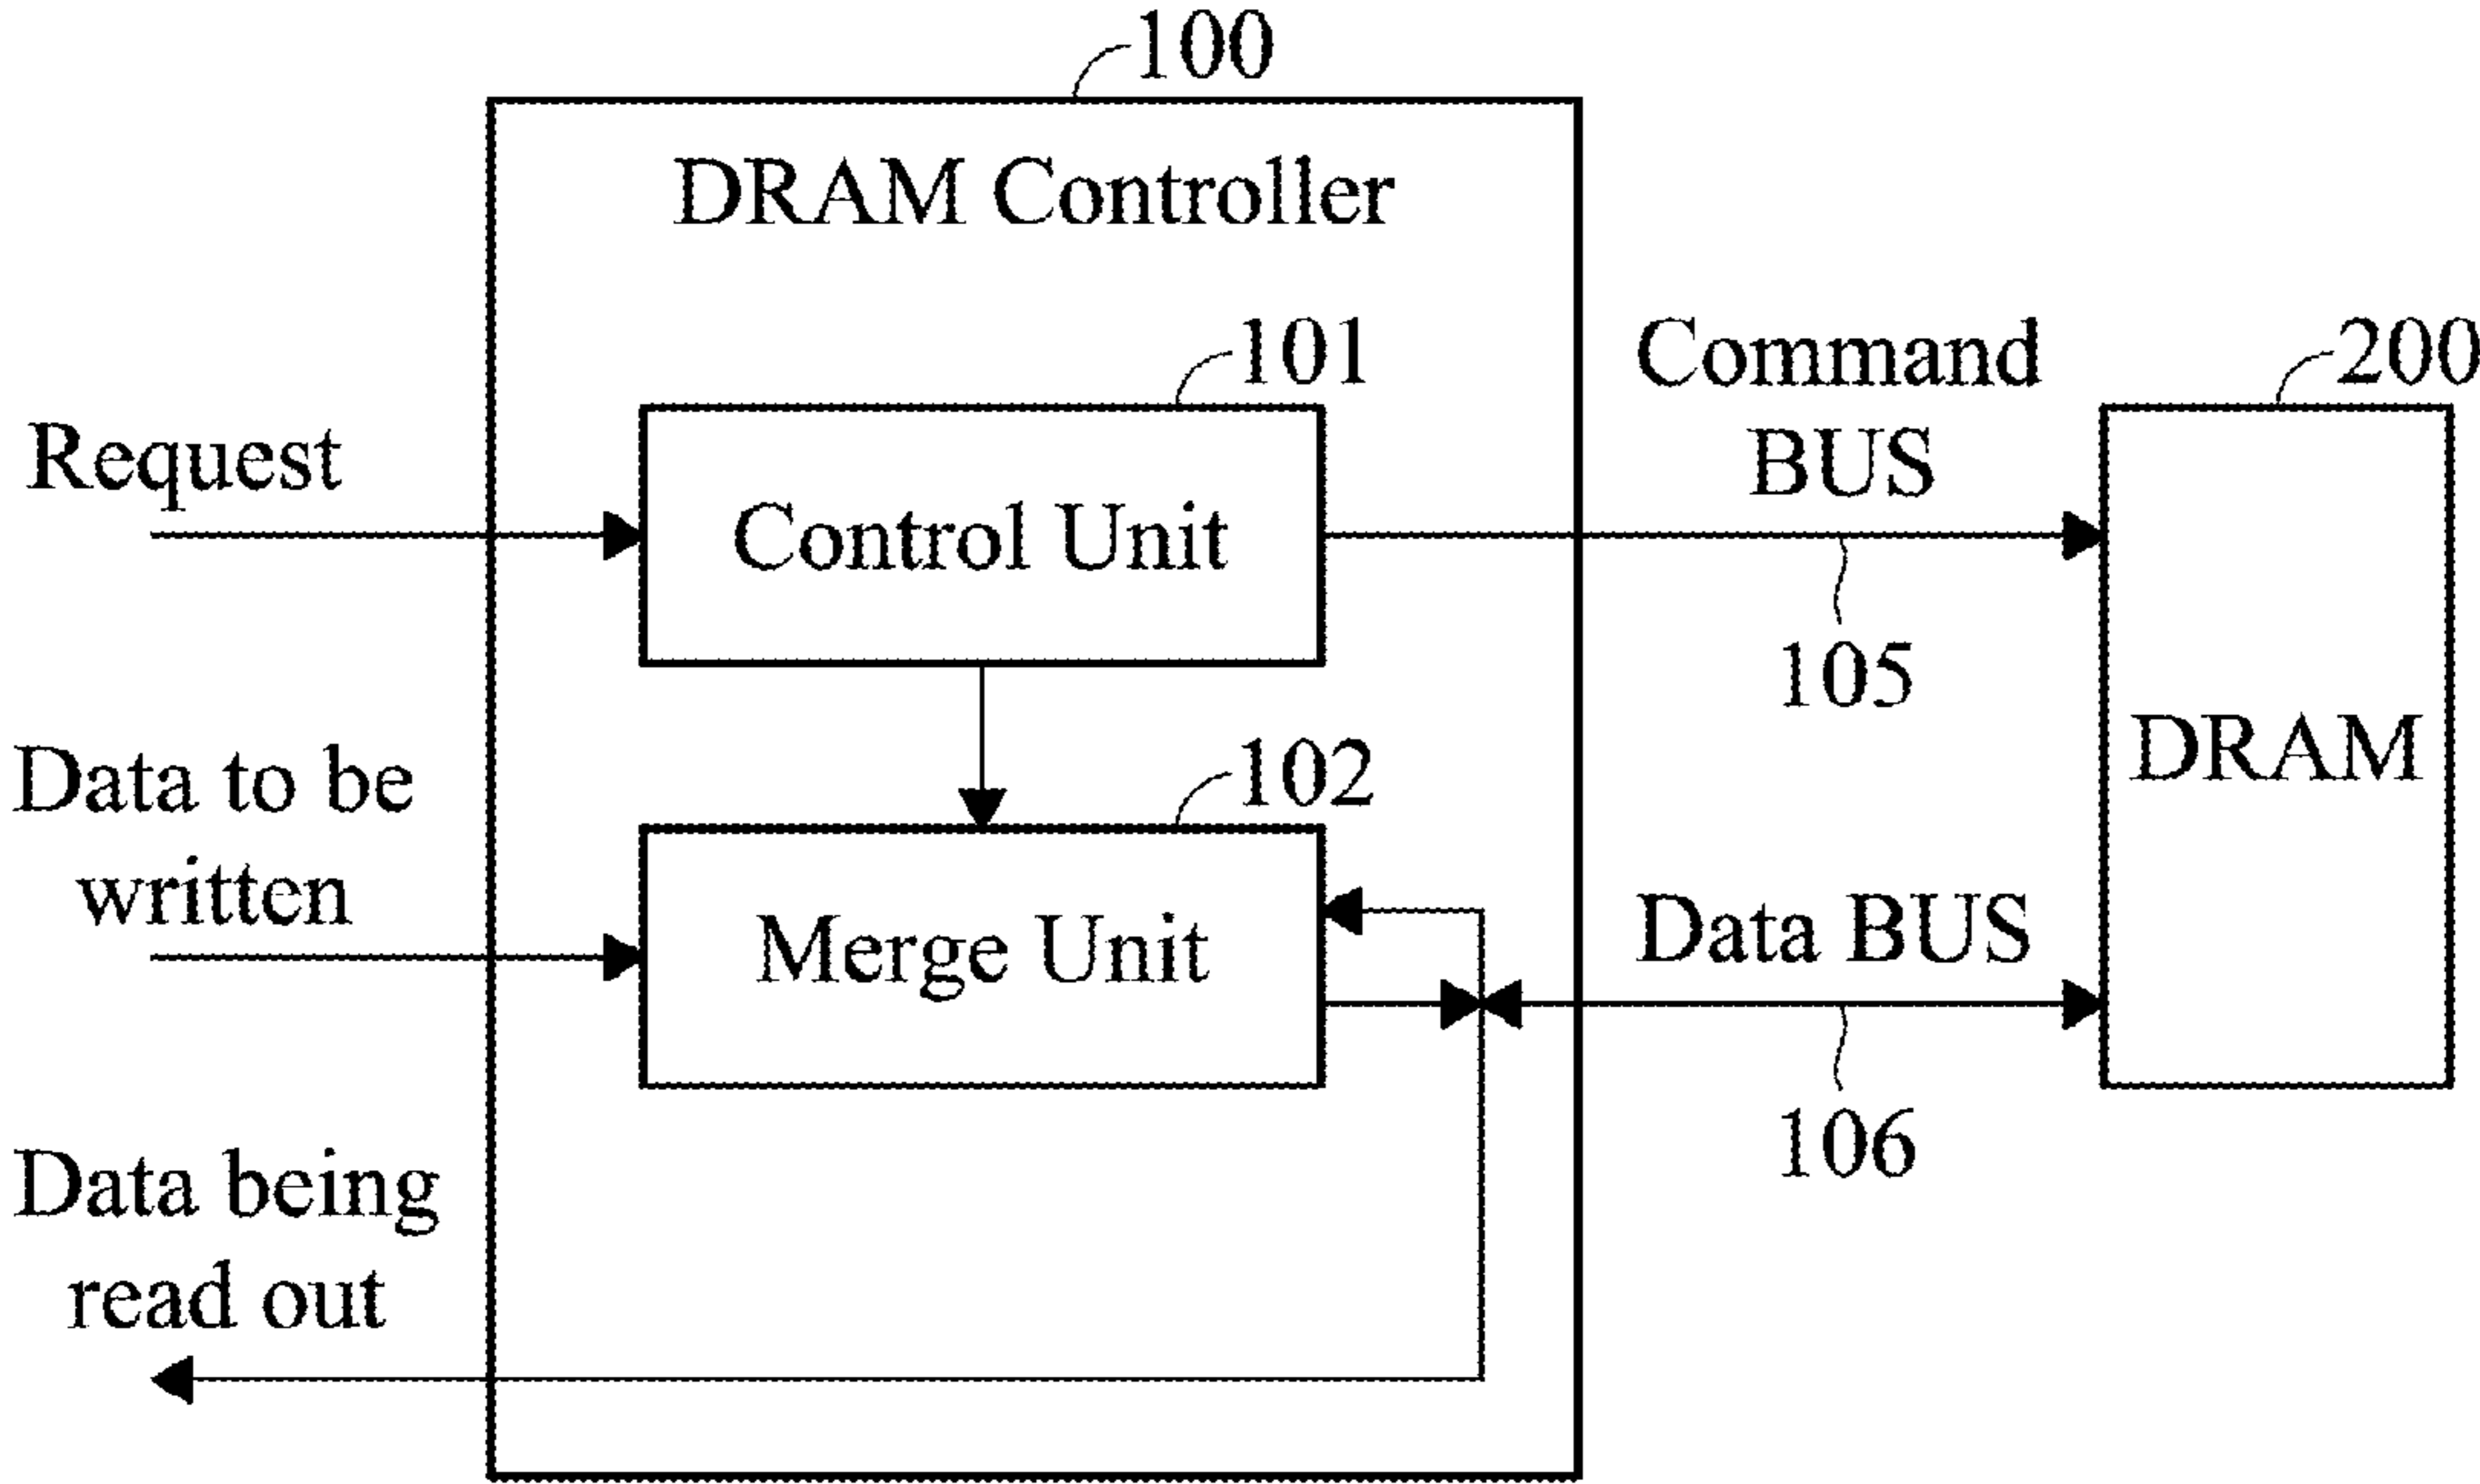 100
DRAM Controller
101
Command
BUS
200
Request
Control Unit
105
DRAM
Data to be
written
102
Merge Unit
Data BUS
106
Data being
read out